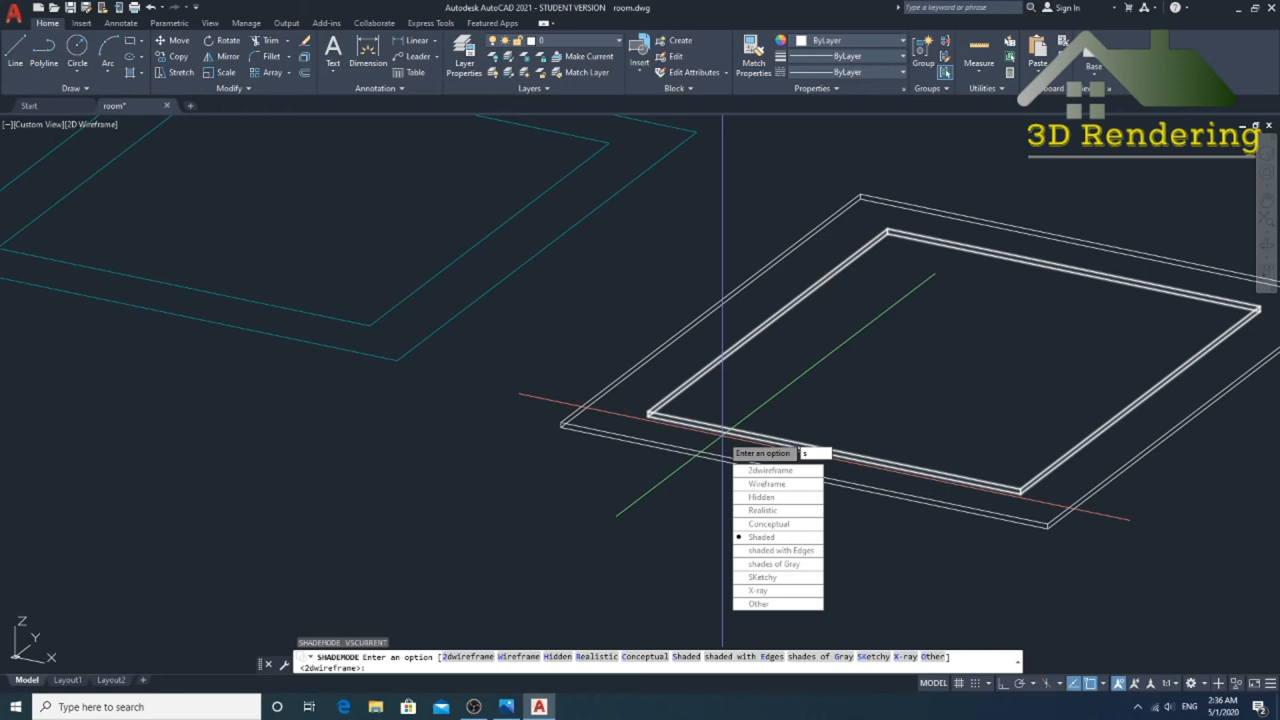 Autodesk AutoCAD 2021 - STUDENT VERSION room.dwg
Type a keyword or phrase
Sign In
Home Insert Annotate Parametric View Manage Output Add-ins Collaborate Express Tools Featured Apps
Line Polyline Circle Arc
Move Rotate Trim
Copy Mirror Fillet
Stretch Scale Array
Text Dimension
Linear
Leader
Table
Layer Properties
0
Make Current
Match Layer
Insert
Create
Edit
Edit Attributes
Match Properties
ByLayer
ByLayer
ByLayer
Group
Measure
Paste
Base
Draw Modify Annotation Layers Block Properties Groups Utilities
Start room*
[−][Custom View][2D Wireframe]
3D Rendering
Enter an option s
2dwireframe
Wireframe
Hidden
Realistic
Conceptual
Shaded
shaded with Edges
shades of Gray
SKetchy
X-ray
Other
Z
Y
X
SHADEMODE VSCURRENT
SHADEMODE Enter an option [2dwireframe Wireframe Hidden Realistic Conceptual Shaded shaded with Edges shades of Gray SKetchy X-ray Other]
<2dwireframe>:
Model Layout1 Layout2
MODEL
1:1
Type here to search
ENG
2:36 AM
5/1/2020
2